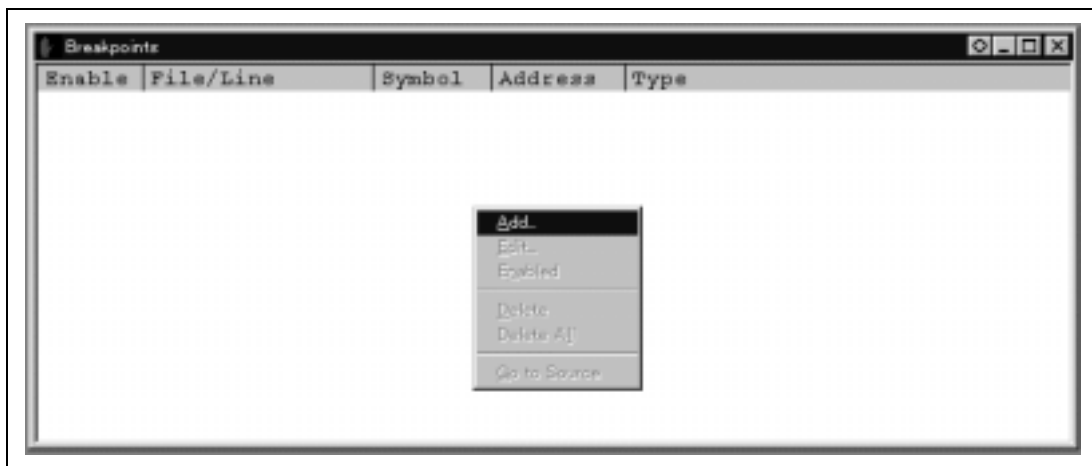 Breakpoints
Enable File/Line Symbol Address Type
Add...
Edit...
Enabled
Delete
Delete All
Go to Source